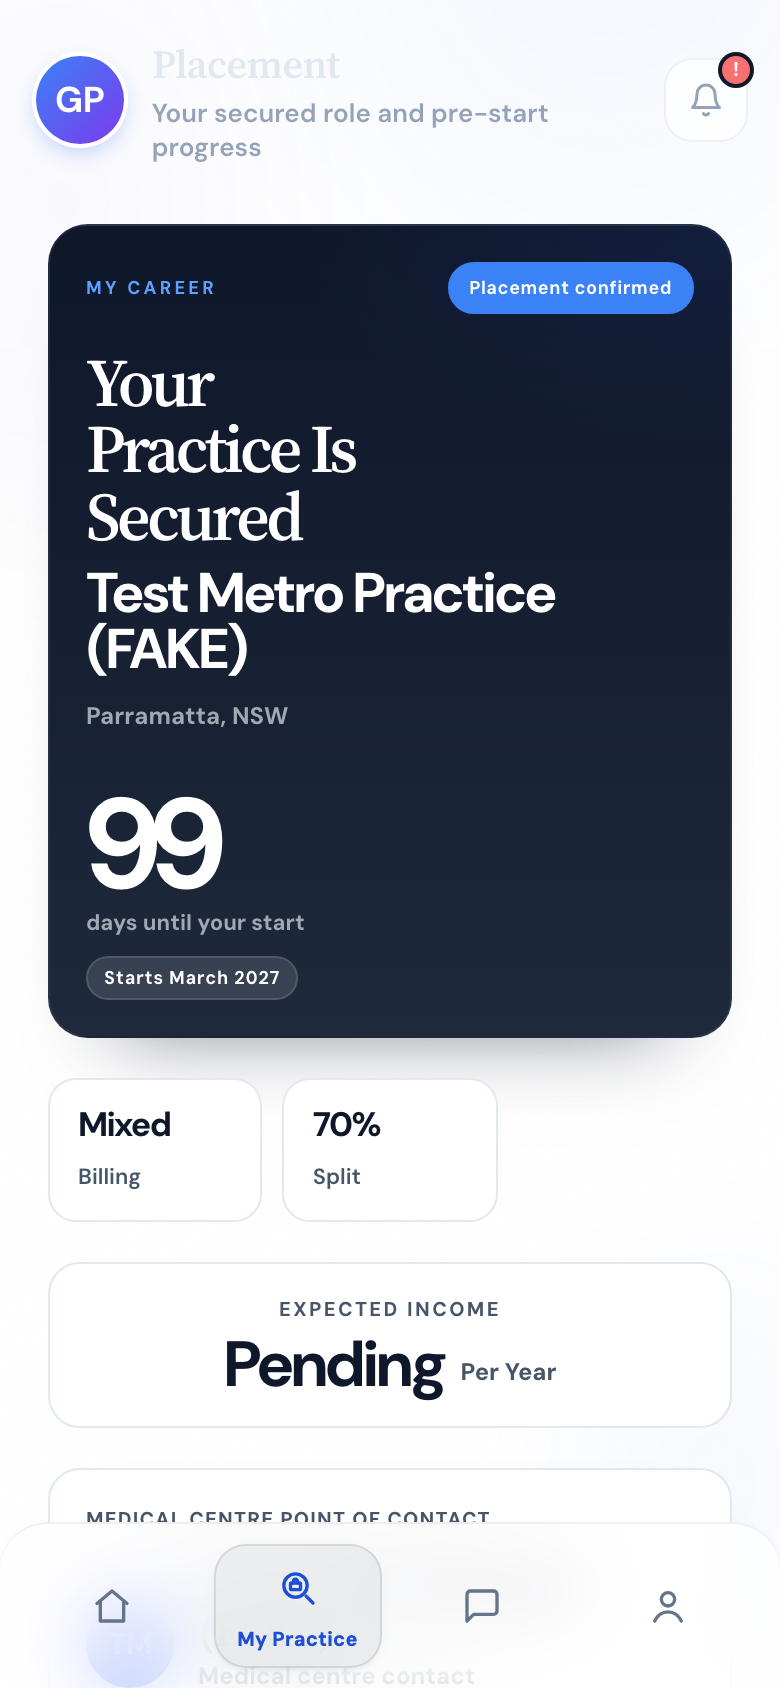 GP
Placement
Your secured role and pre-start
progress
!
MY CAREER
Placement confirmed
Your
Practice Is
Secured
Test Metro Practice
(FAKE)
Parramatta, NSW
99
days until your start
Starts March 2027
Mixed
Billing
70%
Split
EXPECTED INCOME
Pending Per Year
MEDICAL CENTRE POINT OF CONTACT
TM
My Practice
Medical centre contact